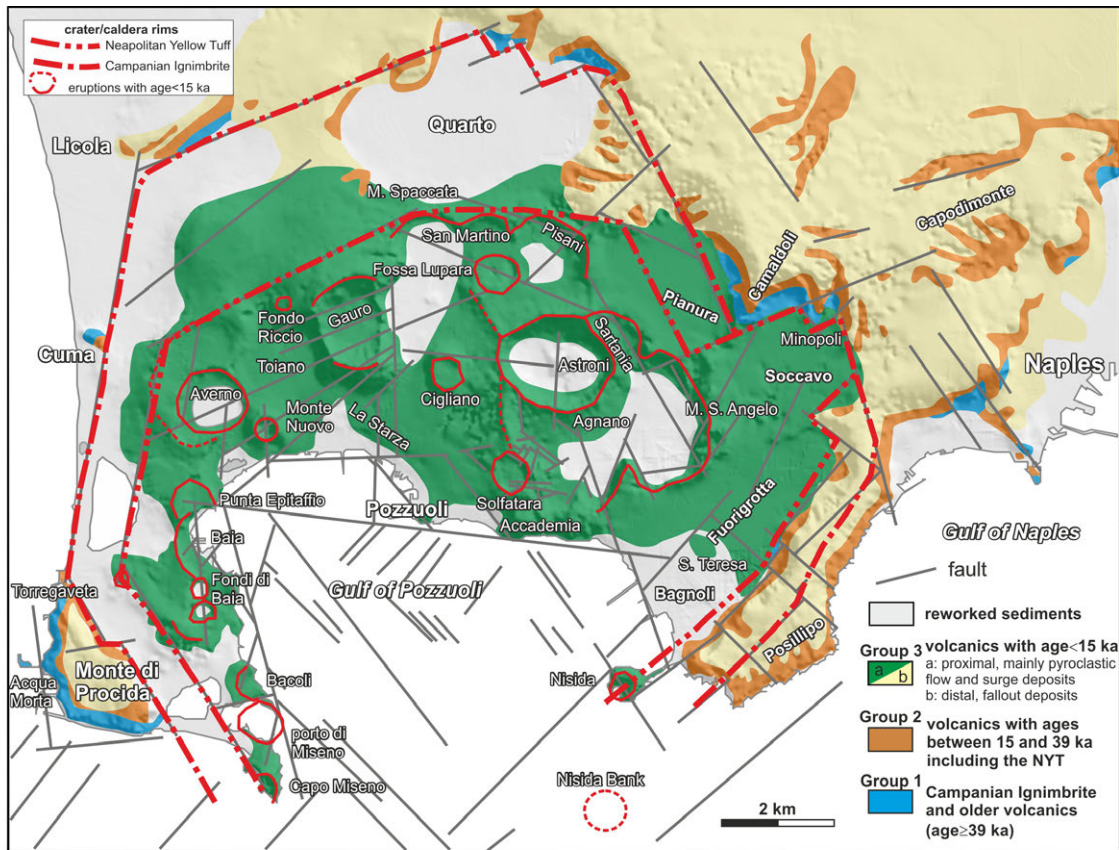 crater/caldera rims
Neapolitan Yellow Tuff
Campanian Ignimbrite
eruptions with age<15 ka
Licola
Quarto
M. Spaccata
San Martino
Pisani
Capodimonte
Camaldoli
Fossa Lupara
Pianura
Fondo
Riccio
Gauro
Sartania
Minopoli
Cuma
Toiano
Astroni
Soccavo
Naples
Averno
Cigliano
Monte
Nuovo
La Starza
Agnano
M. S. Angelo
Punta Epitaffio
Pozzuoli
Solfatara
Accademia
Fuorigrotta
Baia
Gulf of Naples
Gulf of Pozzuoli
S. Teresa
Fondi di
Baia
Bagnoli
Torregaveta
Posillipo
Monte di
Procida
Acqua
Morta
Bacoli
Nisida
porto di
Miseno
Capo Miseno
Nisida Bank
2 km
fault
reworked sediments
Group 3 volcanics with age<15 ka
a b
a: proximal, mainly pyroclastic
flow and surge deposits
b: distal, fallout deposits
Group 2 volcanics with ages
between 15 and 39 ka
including the NYT
Group 1 Campanian Ignimbrite
and older volcanics
(age≥39 ka)